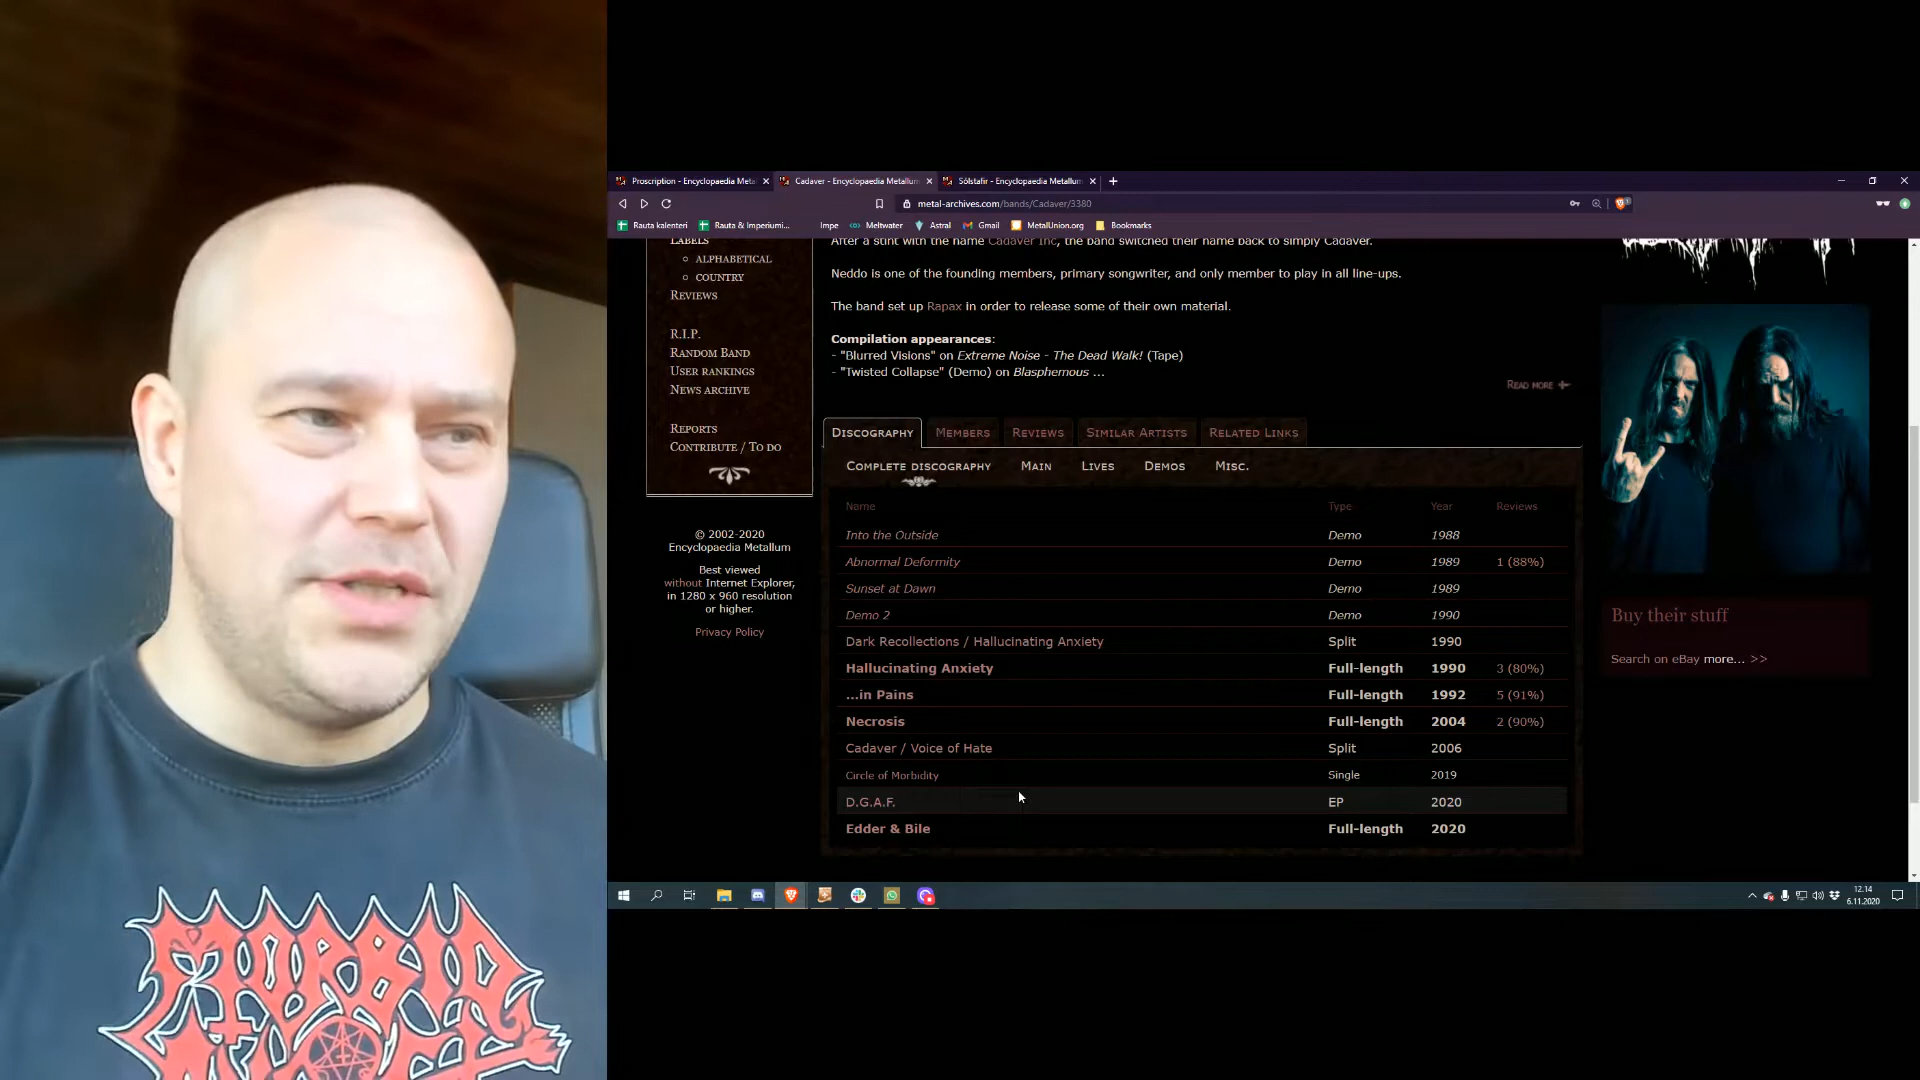 Proscription - Encyclopaedia Meta
Cadaver - Encyclopaedia Metallum
Sólstafir - Encyclopaedia Metallum
metal-archives.com/bands/Cadaver/3380
Rauta kalenteri
Rauta & Imperiumi...
Impe
Meltwater
Astral
Gmail
MetalUnion.org
Bookmarks
LABELS
ALPHABETICAL
COUNTRY
REVIEWS
R.I.P.
RANDOM BAND
USER RANKINGS
NEWS ARCHIVE
REPORTS
CONTRIBUTE / TO DO
© 2002-2020
Encyclopaedia Metallum
Best viewed
without Internet Explorer,
in 1280 x 960 resolution
or higher.
Privacy Policy
After a stint with the name Cadaver Inc, the band switched their name back to simply Cadaver.
Neddo is one of the founding members, primary songwriter, and only member to play in all line-ups.
The band set up Rapax in order to release some of their own material.
Compilation appearances:
- "Blurred Visions" on Extreme Noise - The Dead Walk! (Tape)
- "Twisted Collapse" (Demo) on Blasphemous ...
READ MORE
DISCOGRAPHY MEMBERS REVIEWS SIMILAR ARTISTS RELATED LINKS
COMPLETE DISCOGRAPHY MAIN LIVES DEMOS MISC.
Name Type Year Reviews
Into the Outside Demo 1988
Abnormal Deformity Demo 1989 1 (88%)
Sunset at Dawn Demo 1989
Demo 2 Demo 1990
Dark Recollections / Hallucinating Anxiety Split 1990
Hallucinating Anxiety Full-length 1990 3 (80%)
...in Pains Full-length 1992 5 (91%)
Necrosis Full-length 2004 2 (90%)
Cadaver / Voice of Hate Split 2006
Circle of Morbidity Single 2019
D.G.A.F. EP 2020
Edder & Bile Full-length 2020
Buy their stuff
Search on eBay more... >>
12.14
6.11.2020
MORBID